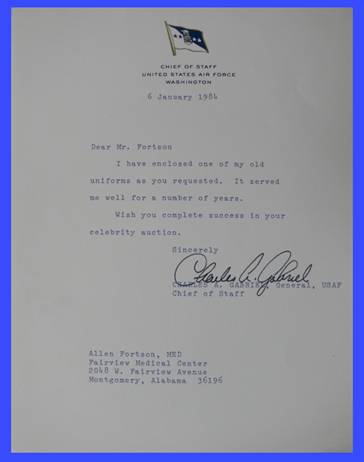 CHIEF OF STAFF
UNITED STATES AIR FORCE
WASHINGTON
6 January 1984
Dear Mr. Fortson
I have enclosed one of my old
uniforms as you requested. It served
me well for a number of years.
Wish you complete success in your
celebrity auction.
Sincerely
Charles A. Gabriel
CHARLES A. GABRIEL, General, USAF
Chief of Staff
Allen Fortson, MED
Fairview Medical Center
2048 W. Fairview Avenue
Montgomery, Alabama 36196